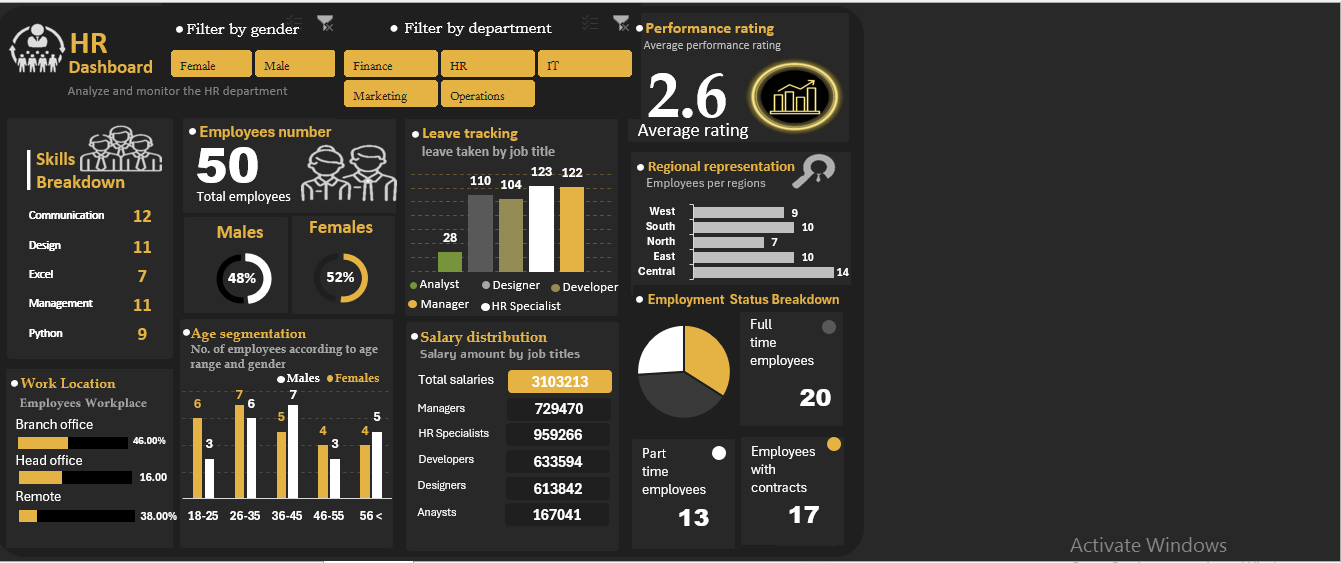 HR
Dashboard
Analyze and monitor the HR department
Filter by gender
Female
Male
Filter by department
Finance
HR
IT
Marketing
Operations
Performance rating
Average performance rating
2.6
Average rating
Skills
Breakdown
Communication 12
Design 11
Excel 7
Management 11
Python 9
Employees number
50
Total employees
Males
48%
Females
52%
Leave tracking
leave taken by job title
28
110
104
123
122
Analyst
Designer
Developer
Manager
HR Specialist
Regional representation
Employees per regions
West 9
South 10
North 7
East 10
Central 14
Work Location
Employees Workplace
Branch office
46.00%
Head office
16.00
Remote
38.00%
Age segmentation
No. of employees according to age
range and gender
Males
Females
6
3
7
6
5
7
4
3
4
5
18-25
26-35
36-45
46-55
56 <
Salary distribution
Salary amount by job titles
Total salaries 3103213
Managers 729470
HR Specialists 959266
Developers 633594
Designers 613842
Anaysts 167041
Employment Status Breakdown
Full
time
employees
20
Part
time
employees
13
Employees
with
contracts
17
Activate Windows